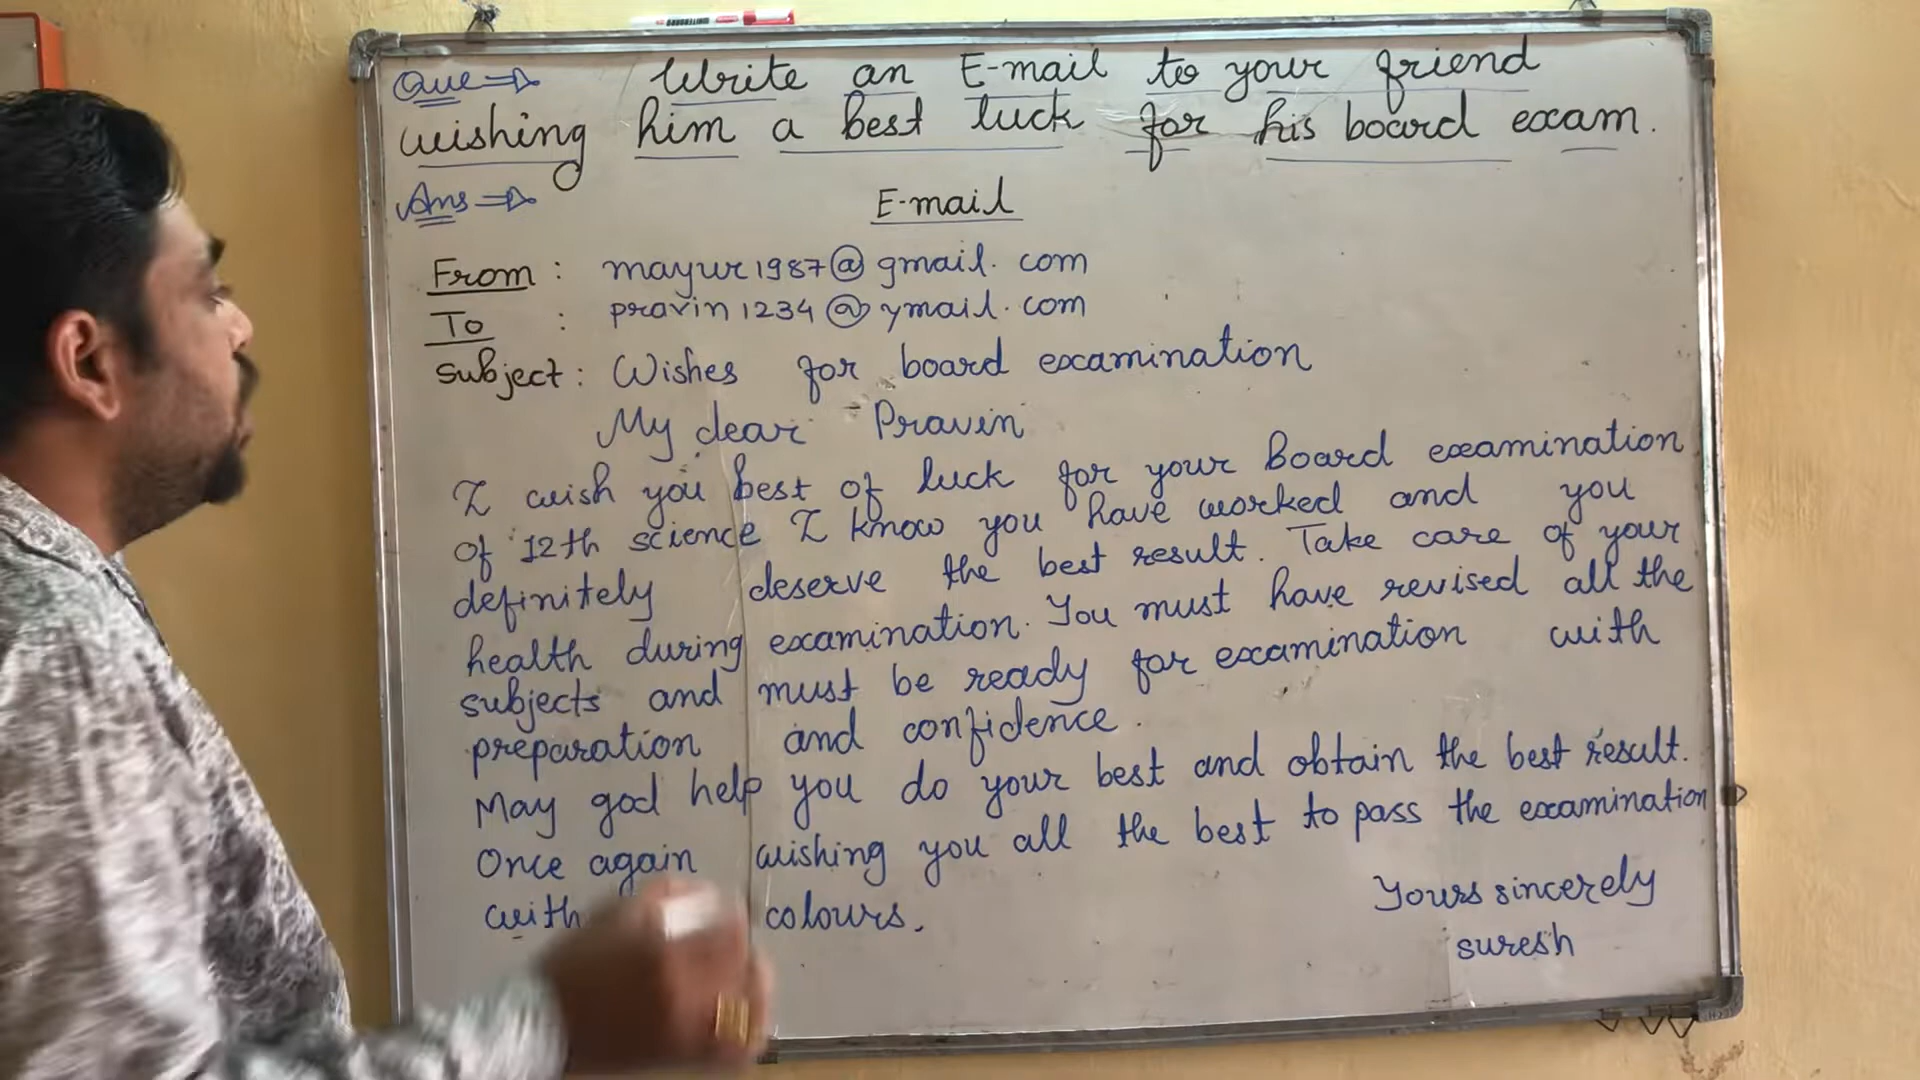 Que⇒ Write an E-mail to your friend
wishing him a best luck for his board exam.
Ans⇒ E-mail
From : mayur1987@gmail.com
To : pravin1234@ymail.com
Subject : Wishes for board examination
My dear Pravin
I wish you best of luck for your Board examination
of 12th science I know you have worked and you
definitely deserve the best result. Take care of your
health during examination. You must have revised all the
subjects and must be ready for examination with
preparation and confidence.
May god help you do your best and obtain the best result.
Once again wishing you all the best to pass the examination
with colours.
Yours sincerely
suresh